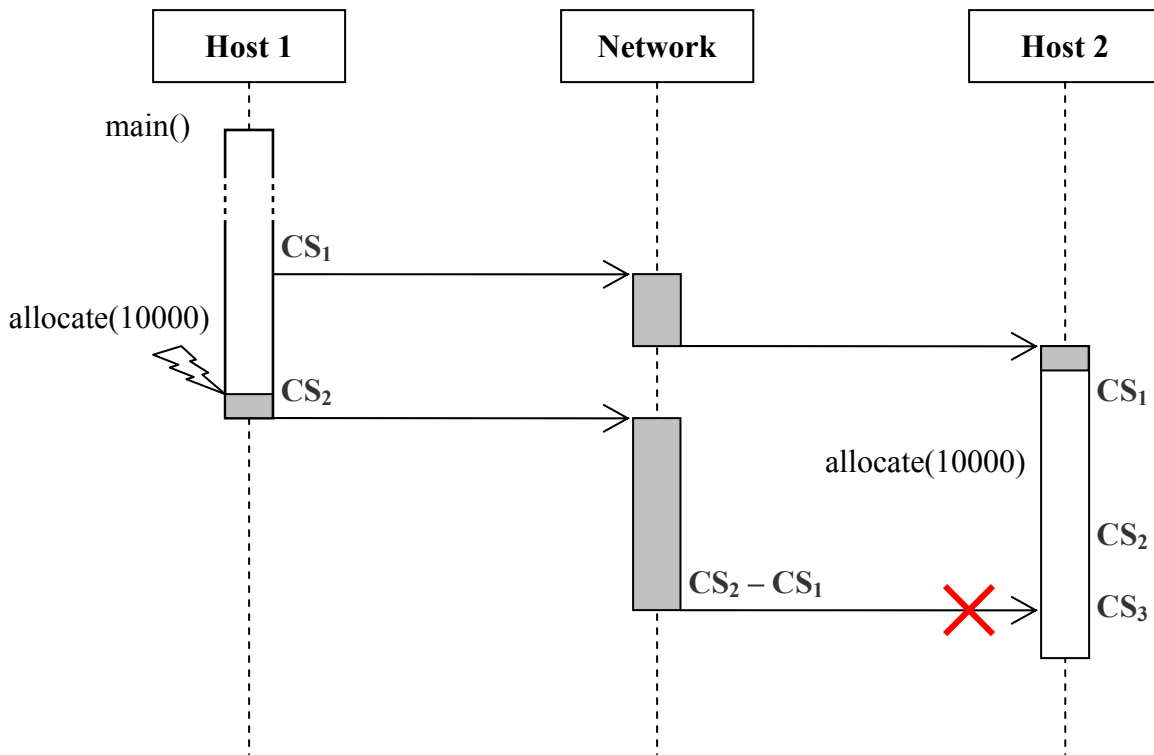 Host 1
Network
Host 2
main()
CS₁
allocate(10000)
CS₂
CS₁
allocate(10000)
CS₂
CS₂ – CS₁
CS₃